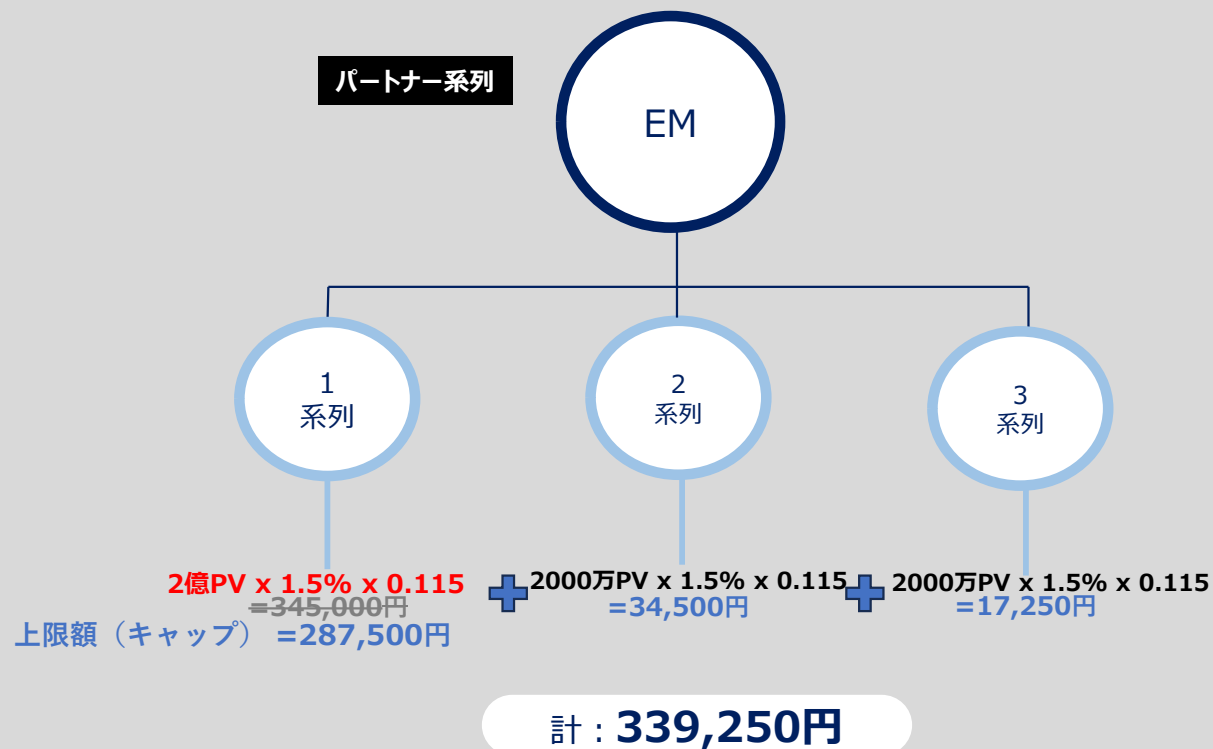 パートナー系列
EM
1
系列
2
系列
3
系列
2億PV x 1.5% x 0.115
=345,000円
上限額（キャップ） =287,500円
2000万PV x 1.5% x 0.115
=34,500円
2000万PV x 1.5% x 0.115
=17,250円
計：339,250円